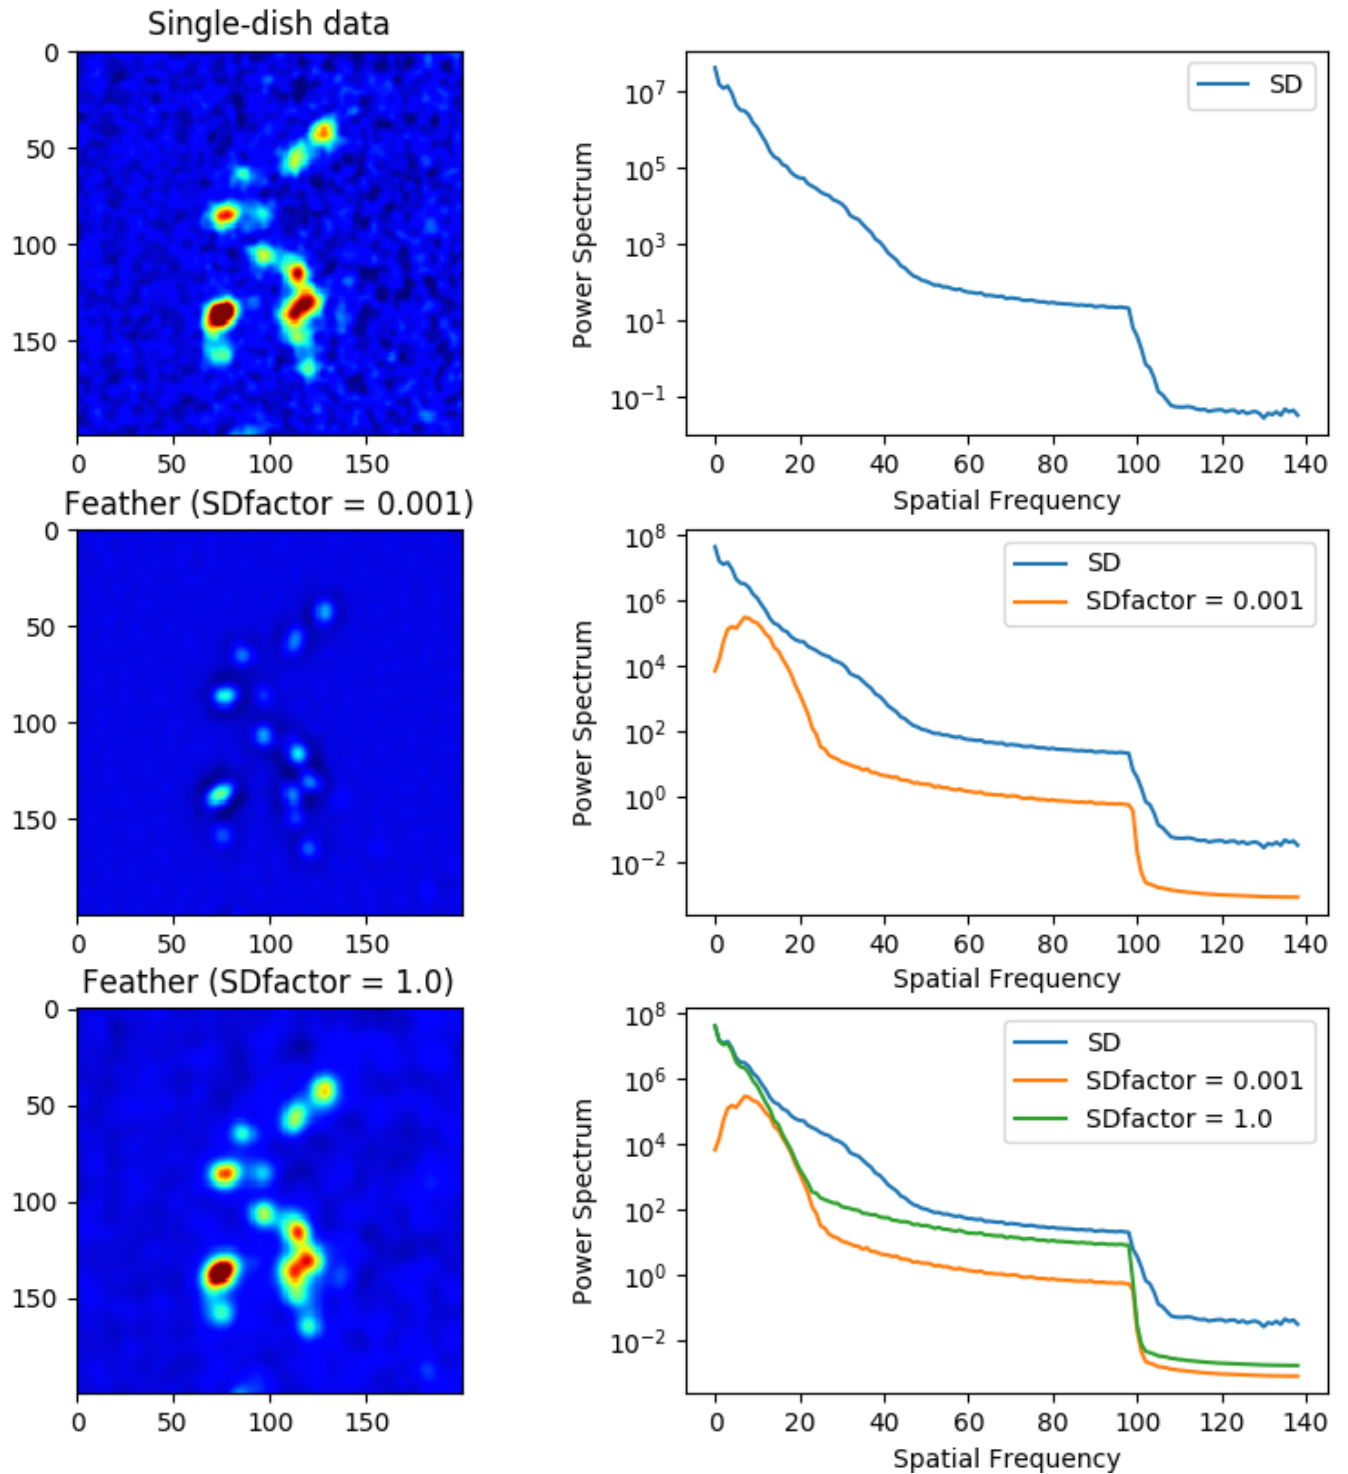 Single-dish data
0
50
100
150
0 50 100 150
Power Spectrum
10^7
10^5
10^3
10^1
10^-1
SD
0 20 40 60 80 100 120 140
Spatial Frequency
Feather (SDfactor = 0.001)
0
50
100
150
0 50 100 150
Power Spectrum
10^8
10^6
10^4
10^2
10^0
10^-2
SD
SDfactor = 0.001
0 20 40 60 80 100 120 140
Spatial Frequency
Feather (SDfactor = 1.0)
0
50
100
150
0 50 100 150
Power Spectrum
10^8
10^6
10^4
10^2
10^0
10^-2
SD
SDfactor = 0.001
SDfactor = 1.0
0 20 40 60 80 100 120 140
Spatial Frequency